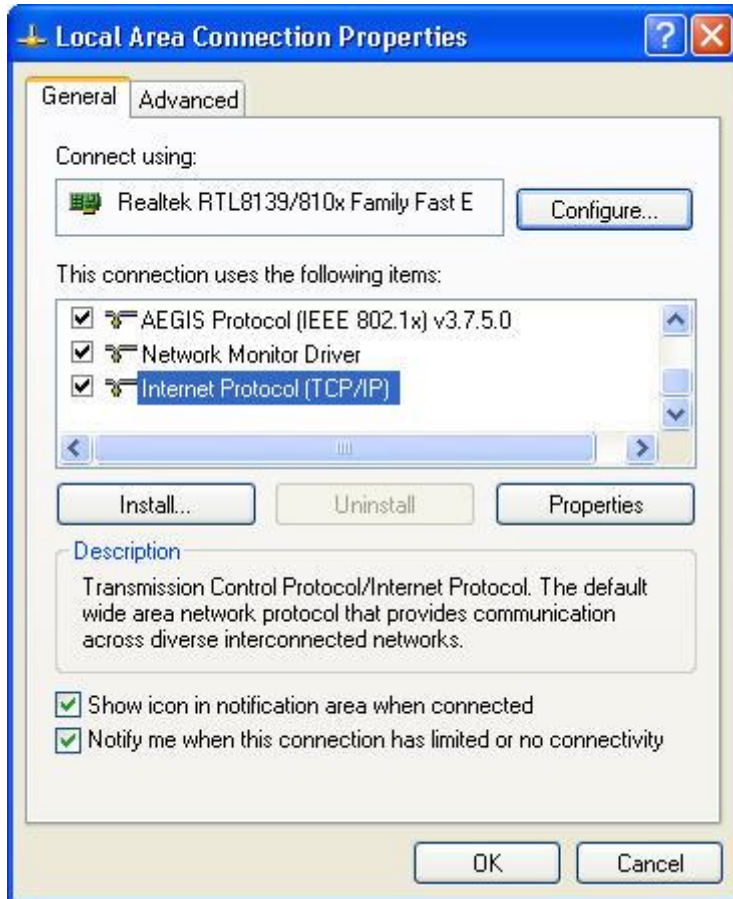 Local Area Connection Properties
General
Advanced
Connect using:
Realtek RTL8139/810x Family Fast E
Configure...
This connection uses the following items:
AEGIS Protocol (IEEE 802.1x) v3.7.5.0
Network Monitor Driver
Internet Protocol (TCP/IP)
Install...
Uninstall
Properties
Description
Transmission Control Protocol/Internet Protocol. The default
wide area network protocol that provides communication
across diverse interconnected networks.
Show icon in notification area when connected
Notify me when this connection has limited or no connectivity
OK
Cancel